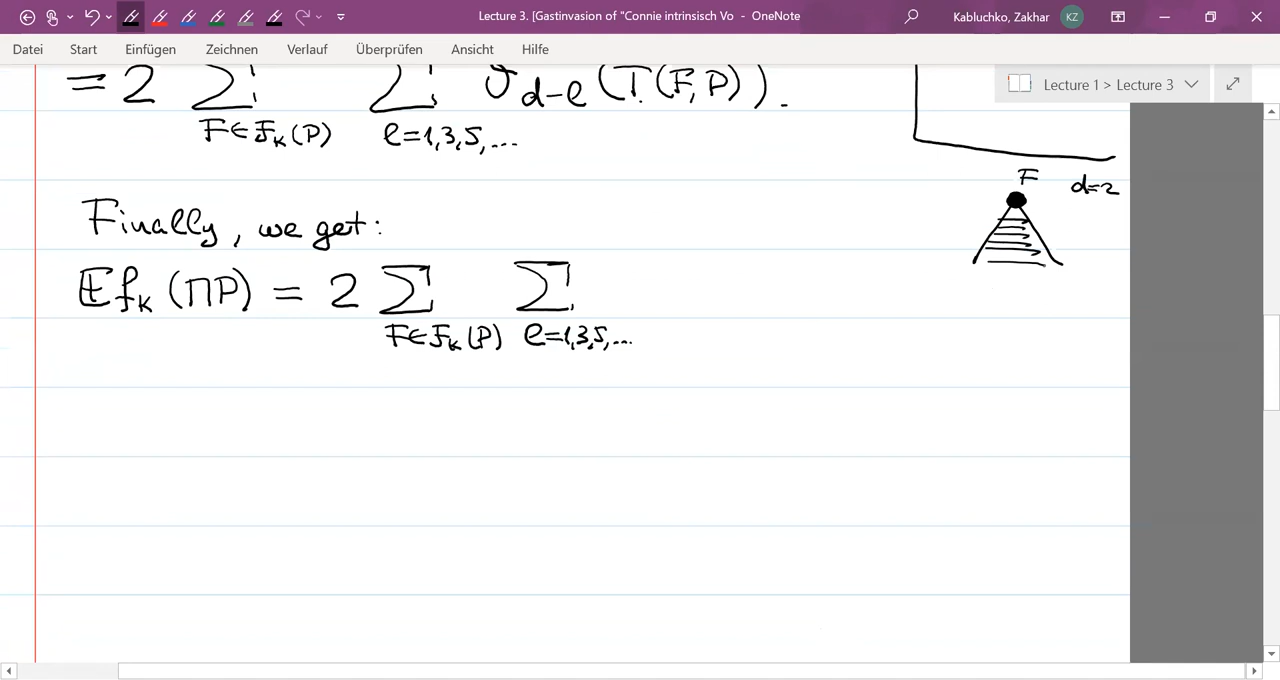 Lecture 3. [Gastinvasion of "Connie intrinsisch Vo - OneNote
Kabluchko, Zakhar KZ
Datei Start Einfügen Zeichnen Verlauf Überprüfen Ansicht Hilfe
Lecture 1 > Lecture 3
= 2 ∑ ∑ ϑ_{d-ℓ}(T(F,P)).
F∈ℱ_k(P) ℓ=1,3,5,...
F
d=2
Finally, we get:
𝔼f_k(ΠP) = 2 ∑ ∑
F∈ℱ_k(P) ℓ=1,3,5,...